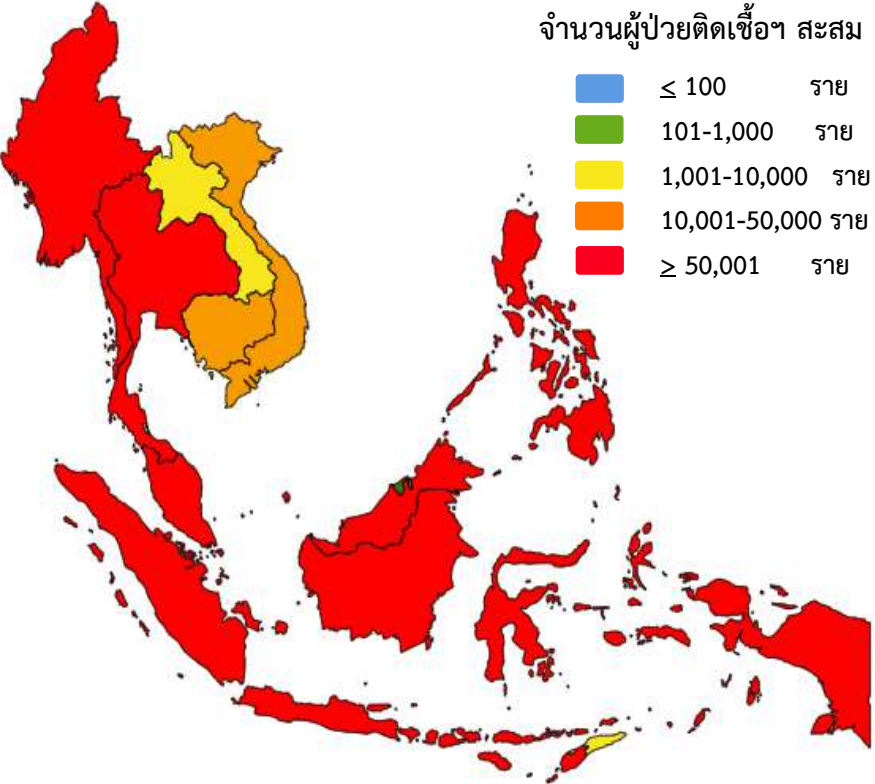 จำนวนผู้ป่วยติดเชื้อฯ สะสม
≤ 100 ราย
101-1,000 ราย
1,001-10,000 ราย
10,001-50,000 ราย
≥ 50,001 ราย